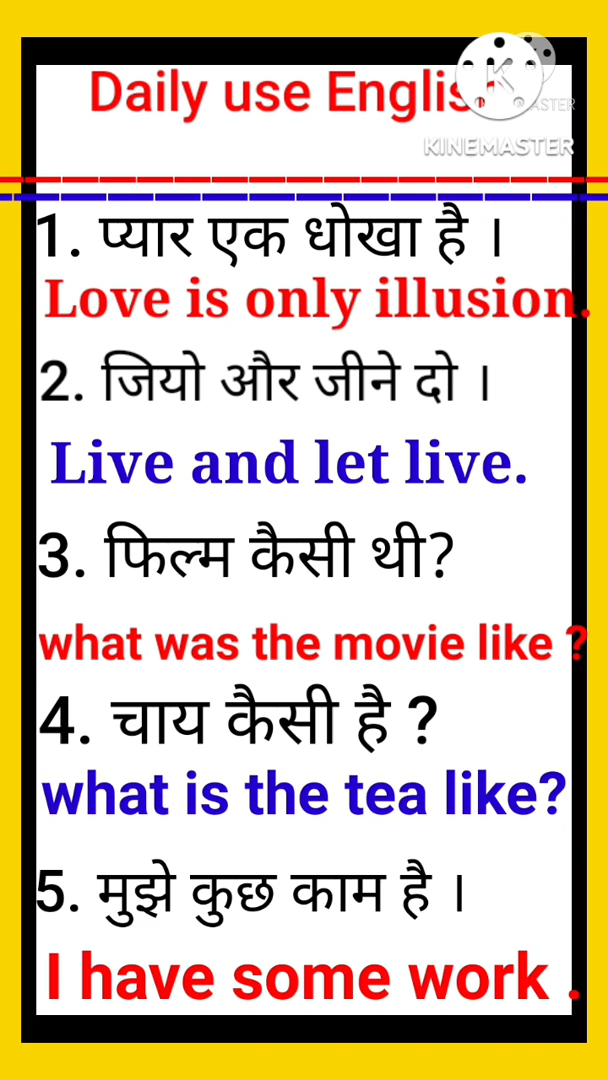 Daily use English
KINEMASTER
1. प्यार एक धोखा है ।
Love is only illusion.
2. जियो और जीने दो ।
Live and let live.
3. फिल्म कैसी थी?
what was the movie like ?
4. चाय कैसी है ?
what is the tea like?
5. मुझे कुछ काम है ।
I have some work .